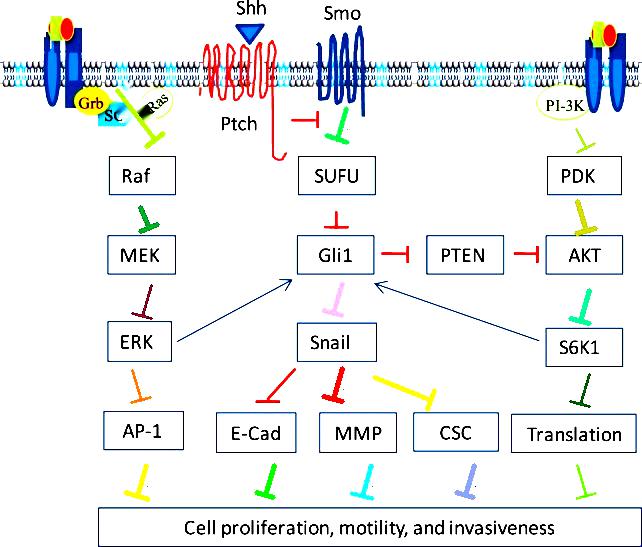 Shh
Smo
Grb
SC
Ras
Ptch
PI-3K
Raf
SUFU
PDK
MEK
Gli1
PTEN
AKT
ERK
Snail
S6K1
AP-1
E-Cad
MMP
CSC
Translation
Cell proliferation, motility, and invasiveness